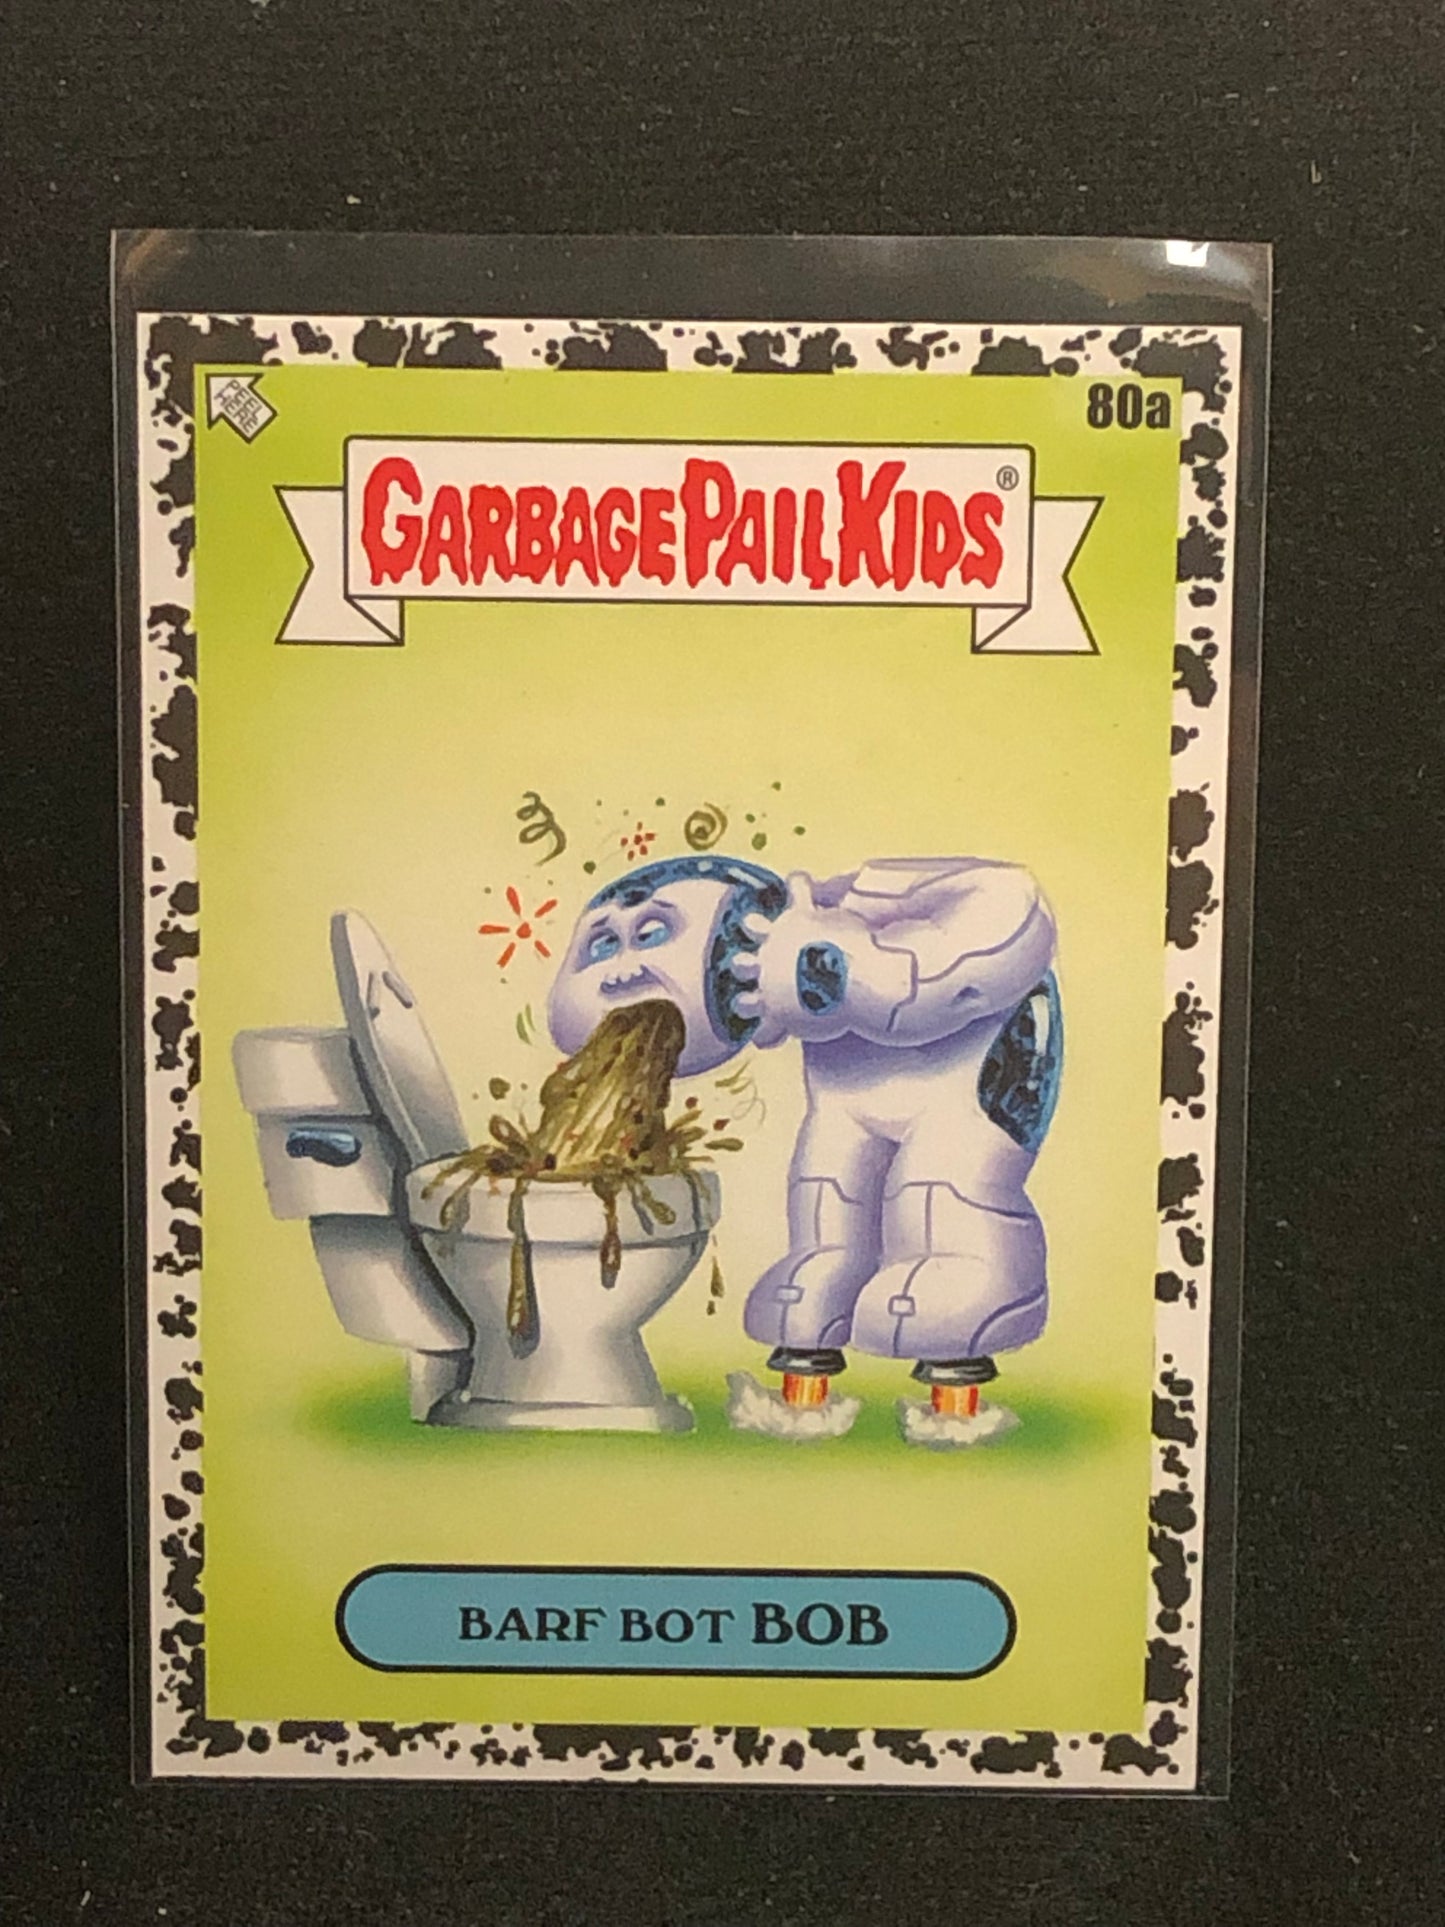 PEEL
HERE
80a
GARBAGE PAIL KIDS®
BARF BOT BOB